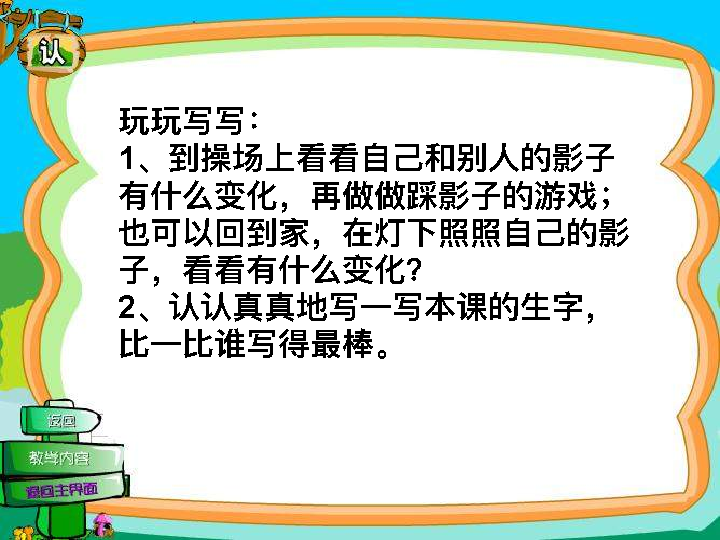 认
玩玩写写：
1、到操场上看看自己和别人的影子
有什么变化，再做做踩影子的游戏；
也可以回到家，在灯下照照自己的影
子，看看有什么变化？
2、认认真真地写一写本课的生字，
比一比谁写得最棒。
返回
教学内容
返回主界面